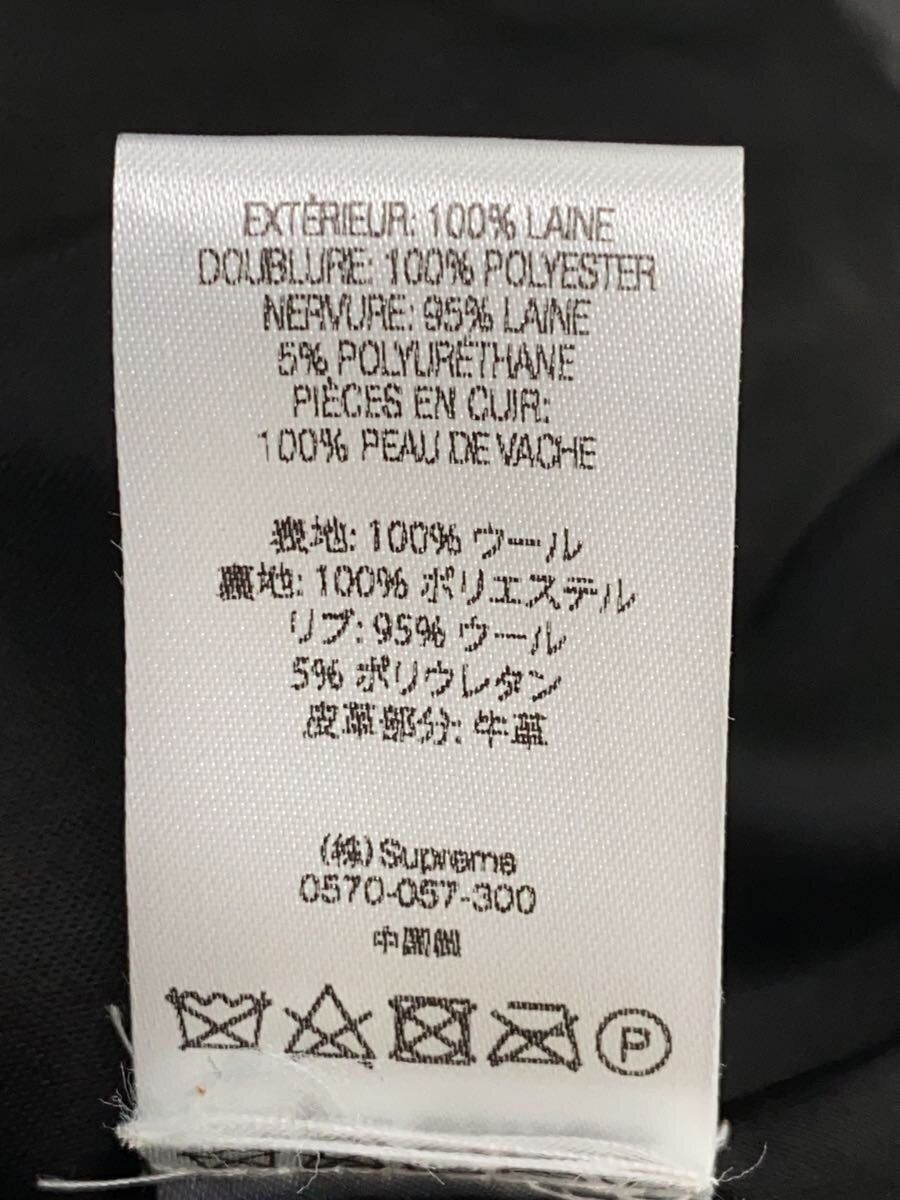 EXTÉRIEUR: 100% LAINE
DOUBLURE: 100% POLYESTER
NERVURE: 95% LAINE
5% POLYURÉTHANE
PIÈCES EN CUIR:
100% PEAU DE VACHE
表地: 100% ウール
裏地: 100% ポリエステル
リブ: 95% ウール
5% ポリウレタン
皮革部分: 牛革
(株) Supreme
0570-057-300
中国製
P